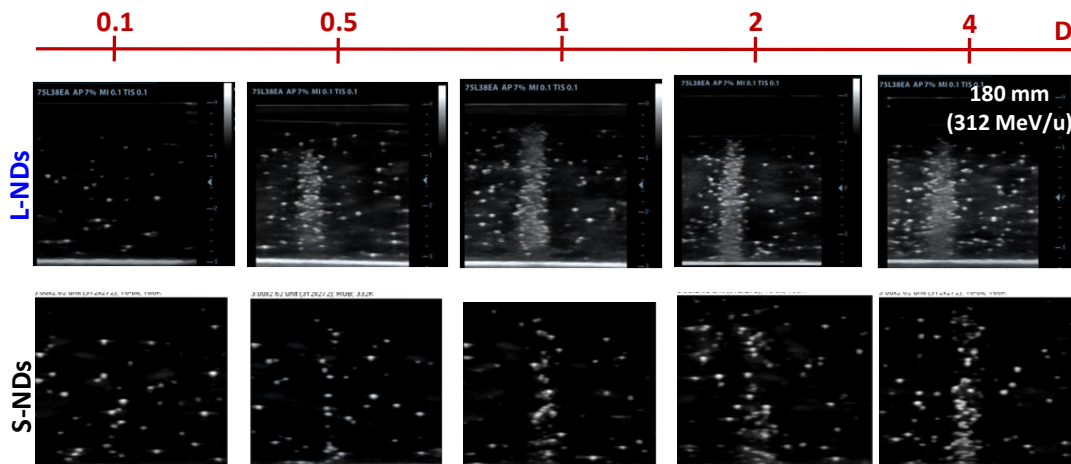 0.1 0.5 1 2 4 D
L-NDs
75L38EA AP 7% MI 0.1 TIS 0.1
75L38EA AP 7% MI 0.1 TIS 0.1
75L38EA AP 7% MI 0.1 TIS 0.1
75L38EA AP 7% MI 0.1 TIS 0.1
75L38EA AP 7% MI 0.1 TIS 0.1
180 mm
(312 MeV/u)
S-NDs